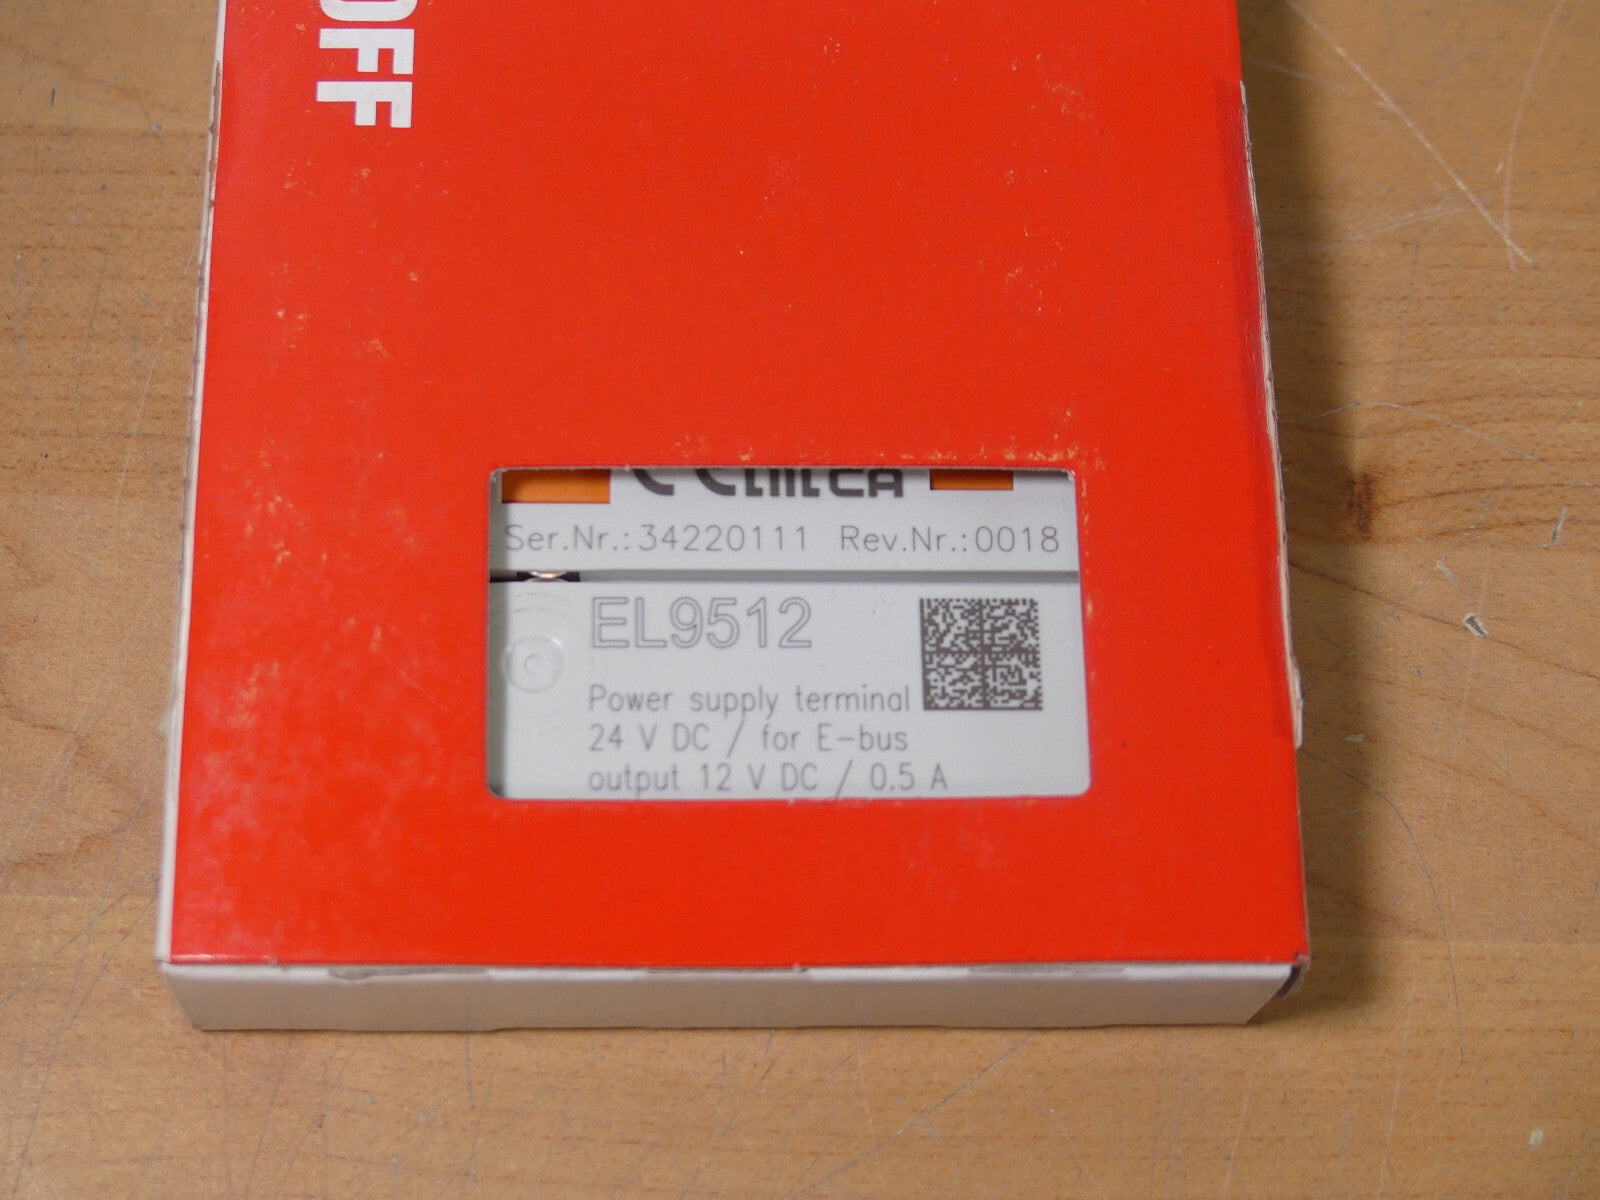 OFF
Ser.Nr.: 34220111 Rev.Nr.: 0018
EL9512
Power supply terminal
24 V DC / for E-bus
output 12 V DC / 0.5 A